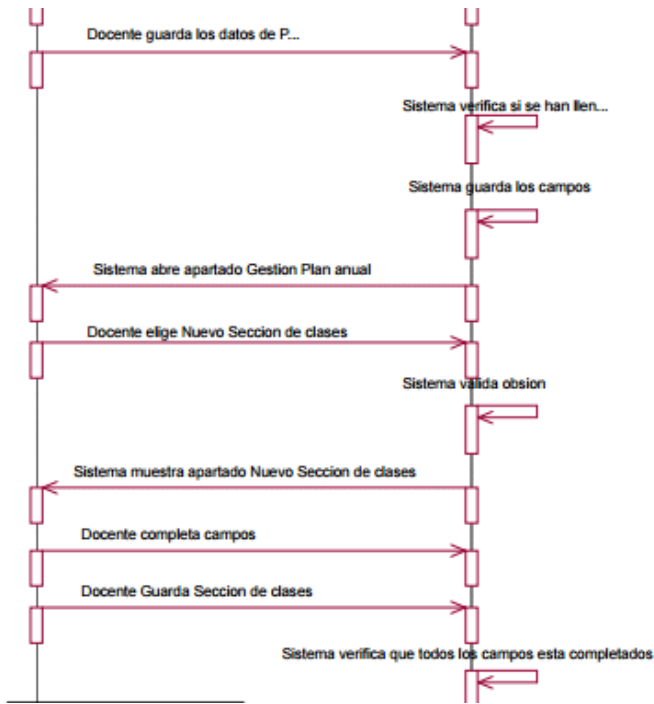 Docente guarda los datos de P...
Sistema verifica si se han llen...
Sistema guarda los campos
Sistema abre apartado Gestion Plan anual
Docente elige Nuevo Seccion de clases
Sistema valida obsion
Sistema muestra apartado Nuevo Seccion de clases
Docente completa campos
Docente Guarda Seccion de clases
Sistema verifica que todos los campos esta completados